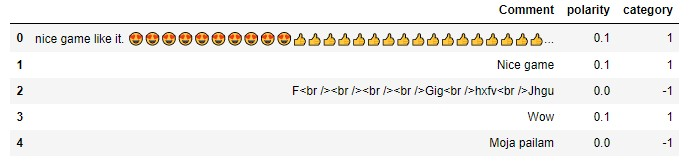 Comment polarity category
0 nice game like it. 😍😍😍😍😍😍😍😍😍😍👍👍👍👍👍👍👍👍👍👍👍👍👍👍👍... 0.1 1
1 Nice game 0.1 1
2 F<br /><br /><br /><br />Gig<br />hxfv<br />Jhgu 0.0 -1
3 Wow 0.1 1
4 Moja pailam 0.0 -1